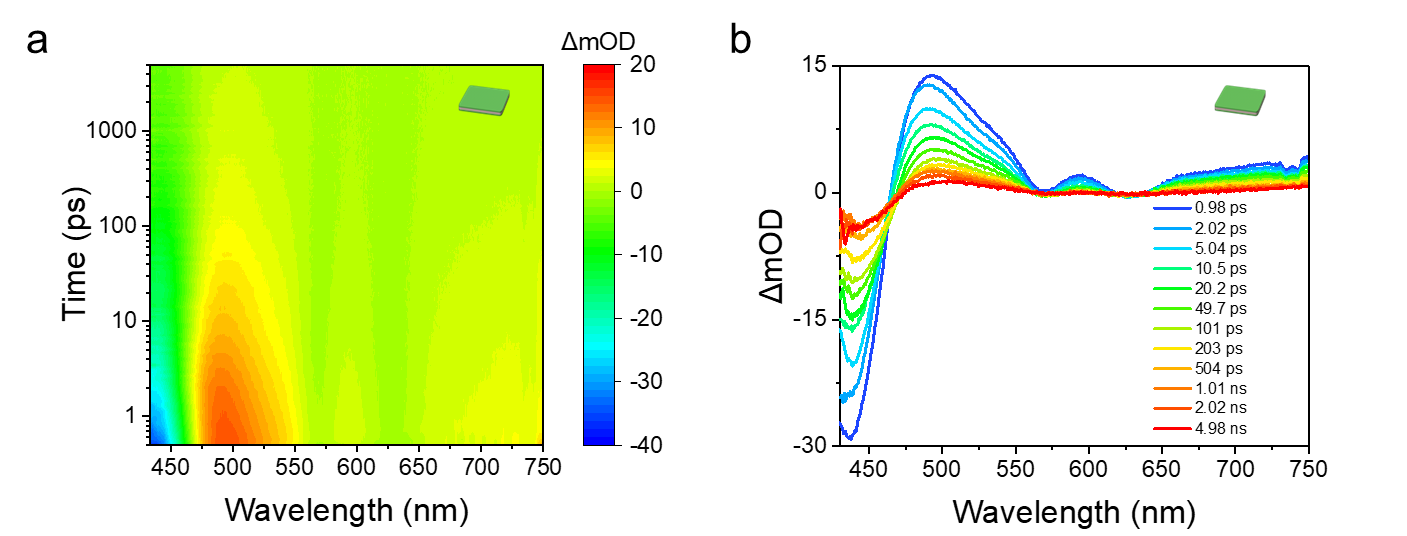 a
ΔmOD
Time (ps)
1000
100
10
1
450 500 550 600 650 700 750
Wavelength (nm)
20
10
0
-10
-20
-30
-40
b
ΔmOD
15
0
-15
-30
0.98 ps
2.02 ps
5.04 ps
10.5 ps
20.2 ps
49.7 ps
101 ps
203 ps
504 ps
1.01 ns
2.02 ns
4.98 ns
450 500 550 600 650 700 750
Wavelength (nm)